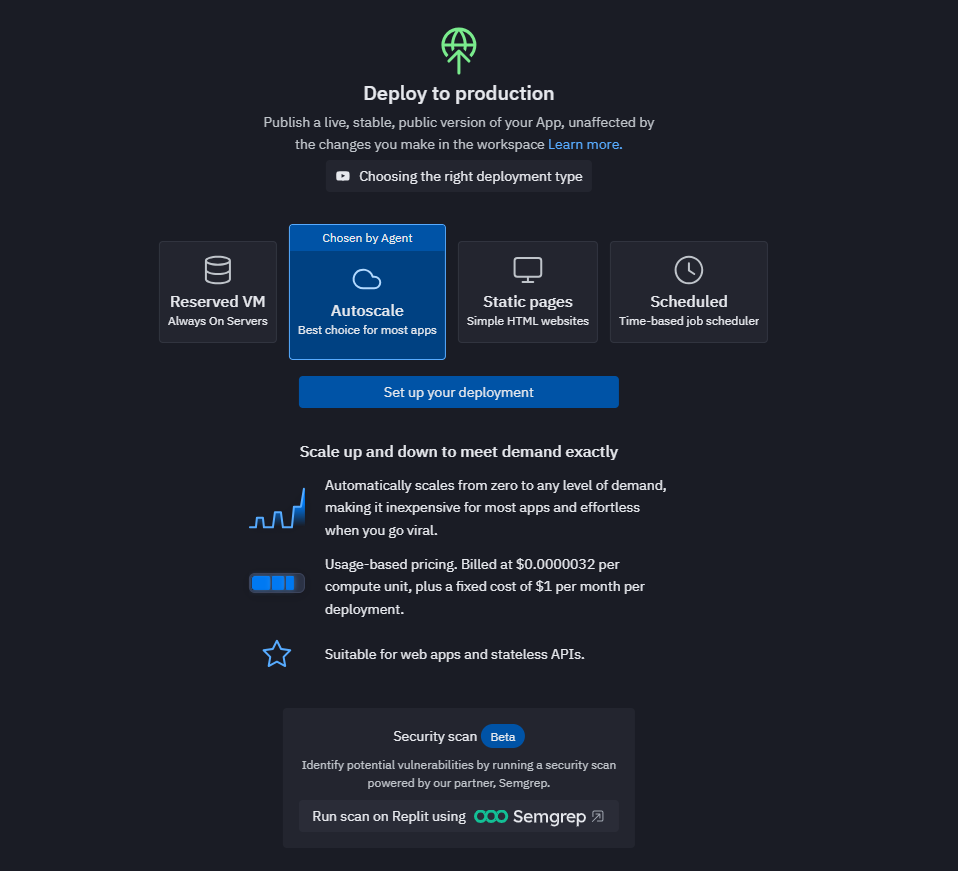 Deploy to production
Publish a live, stable, public version of your App, unaffected by
the changes you make in the workspace Learn more.
Choosing the right deployment type
Reserved VM
Always On Servers
Chosen by Agent
Autoscale
Best choice for most apps
Static pages
Simple HTML websites
Scheduled
Time-based job scheduler
Set up your deployment
Scale up and down to meet demand exactly
Automatically scales from zero to any level of demand,
making it inexpensive for most apps and effortless
when you go viral.
Usage-based pricing. Billed at $0.0000032 per
compute unit, plus a fixed cost of $1 per month per
deployment.
Suitable for web apps and stateless APIs.
Security scan Beta
Identify potential vulnerabilities by running a security scan
powered by our partner, Semgrep.
Run scan on Replit using Semgrep